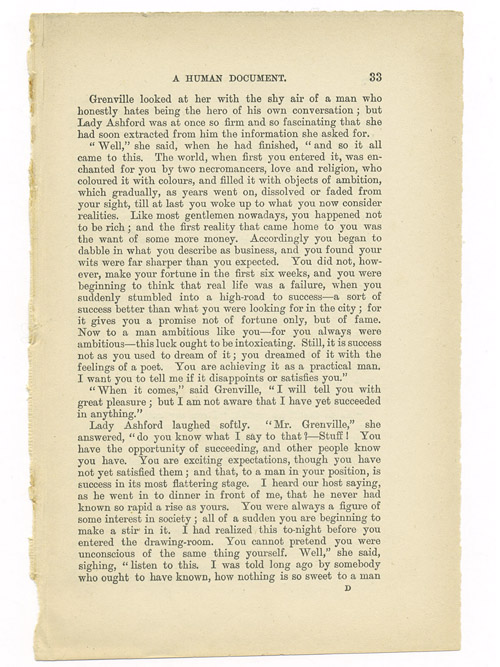 A HUMAN DOCUMENT. 33
Grenville looked at her with the shy air of a man who
honestly hates being the hero of his own conversation ; but
Lady Ashford was at once so firm and so fascinating that she
had soon extracted from him the information she asked for.
“ Well,” she said, when he had finished, “ and so it all
came to this. The world, when first you entered it, was en-
chanted for you by two necromancers, love and religion, who
coloured it with colours, and filled it with objects of ambition,
which gradually, as years went on, dissolved or faded from
your sight, till at last you woke up to what you now consider
realities. Like most gentlemen nowadays, you happened not
to be rich ; and the first reality that came home to you was
the want of some more money. Accordingly you began to
dabble in what you describe as business, and you found your
wits were far sharper than you expected. You did not, how-
ever, make your fortune in the first six weeks, and you were
beginning to think that real life was a failure, when you
suddenly stumbled into a high-road to success—a sort of
success better than what you were looking for in the city ; for
it gives you a promise not of fortune only, but of fame.
Now to a man ambitious like you—for you always were
ambitious—this luck ought to be intoxicating. Still, it is success
not as you used to dream of it ; you dreamed of it with the
feelings of a poet. You are achieving it as a practical man.
I want you to tell me if it disappoints or satisfies you.”
“ When it comes,” said Grenville, “ I will tell you with
great pleasure ; but I am not aware that I have yet succeeded
in anything.”
Lady Ashford laughed softly. “Mr. Grenville,” she
answered, “ do you know what I say to that ?—Stuff ! You
have the opportunity of succeeding, and other people know
you have. You are exciting expectations, though you have
not yet satisfied them ; and that, to a man in your position, is
success in its most flattering stage. I heard our host saying,
as he went in to dinner in front of me, that he never had
known so rapid a rise as yours. You were always a figure of
some interest in society ; all of a sudden you are beginning to
make a stir in it. I had realized this to-night before you
entered the drawing-room. You cannot pretend you were
unconscious of the same thing yourself. Well,” she said,
sighing, “ listen to this. I was told long ago by somebody
who ought to have known, how nothing is so sweet to a man
D